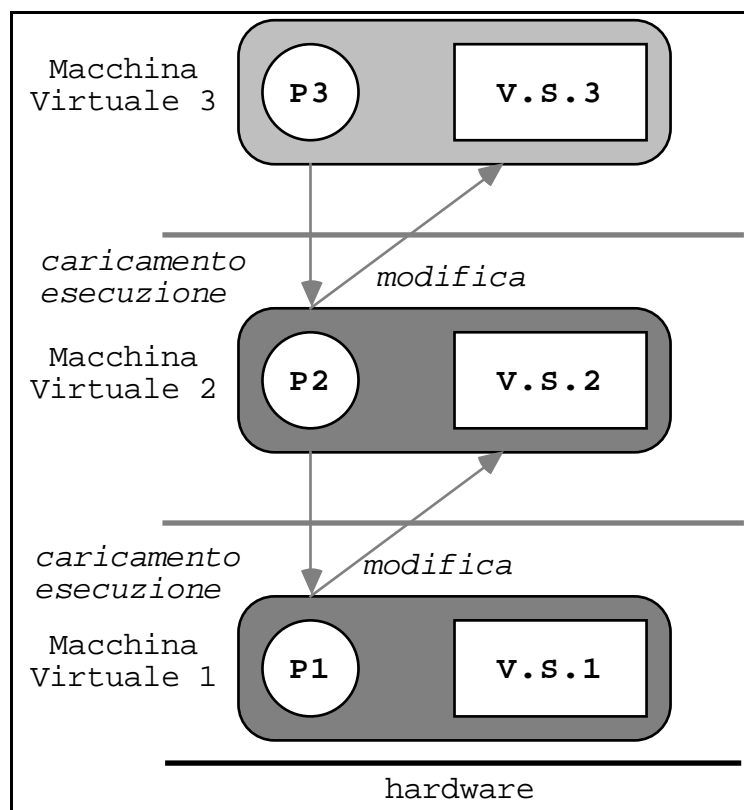 Macchina
Virtuale 3
P3
V.S.3
caricamento
esecuzione
modifica
Macchina
Virtuale 2
P2
V.S.2
caricamento
esecuzione
modifica
Macchina
Virtuale 1
P1
V.S.1
hardware